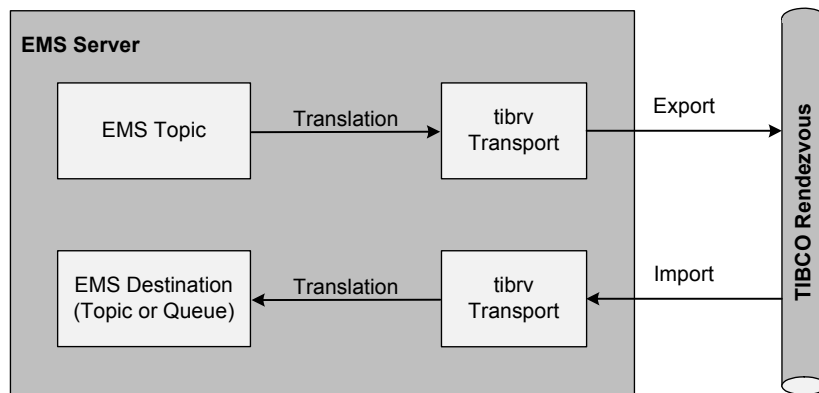 EMS Server
EMS Topic
Translation
tibrv
Transport
Export
EMS Destination
(Topic or Queue)
Translation
tibrv
Transport
Import
TIBCO Rendezvous